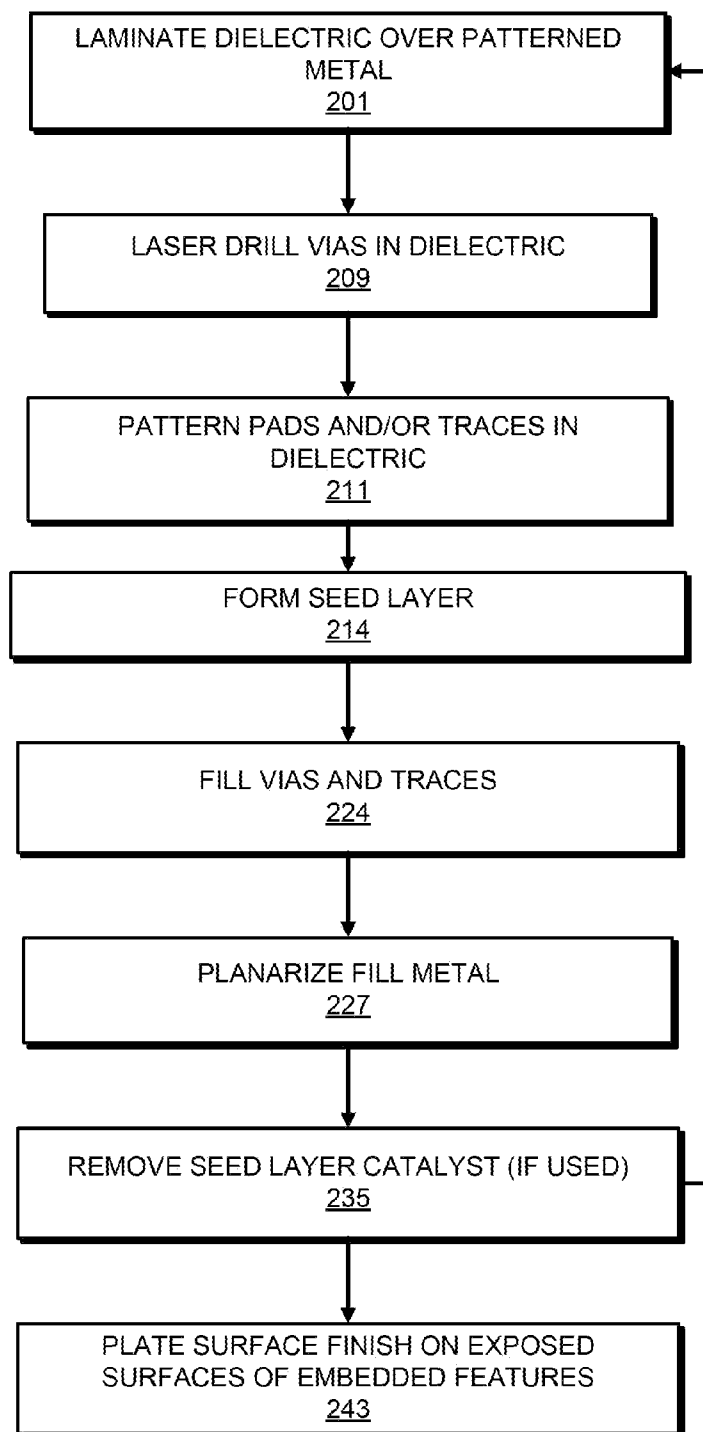 LAMINATE DIELECTRIC OVER PATTERNED
METAL
201
LASER DRILL VIAS IN DIELECTRIC
209
PATTERN PADS AND/OR TRACES IN
DIELECTRIC
211
FORM SEED LAYER
214
FILL VIAS AND TRACES
224
PLANARIZE FILL METAL
227
REMOVE SEED LAYER CATALYST (IF USED)
235
PLATE SURFACE FINISH ON EXPOSED
SURFACES OF EMBEDDED FEATURES
243